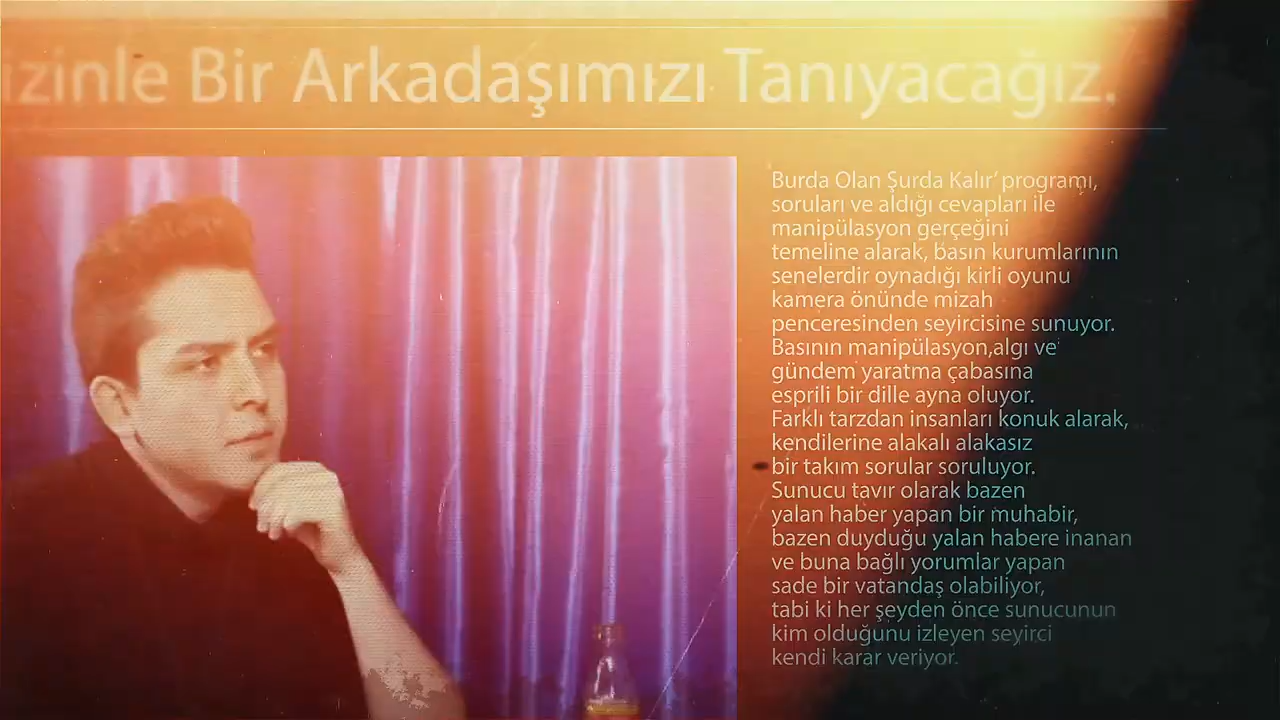 izinle Bir Arkadaşımızı Tanıyacağız.
Burda Olan Şurda Kalır’ programı,
soruları ve aldığı cevapları ile
manipülasyon gerçeğini
temeline alarak, basın kurumlarının
senelerdir oynadığı kirli oyunu
kamera önünde mizah
penceresinden seyircisine sunuyor.
Basının manipülasyon,algı ve
gündem yaratma çabasına
esprili bir dille ayna oluyor.
Farklı tarzdan insanları konuk alarak,
kendilerine alakalı alakasız
bir takım sorular soruluyor.
Sunucu tavır olarak bazen
yalan haber yapan bir muhabir,
bazen duyduğu yalan habere inanan
ve buna bağlı yorumlar yapan
sade bir vatandaş olabiliyor,
tabi ki her şeyden önce sunucunun
kim olduğunu izleyen seyirci
kendi karar veriyor.